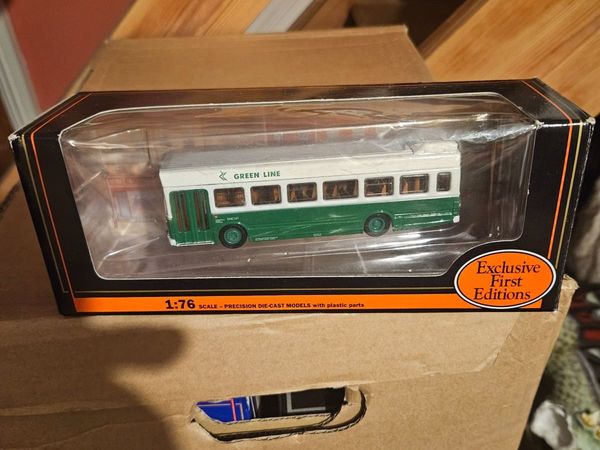 GREEN LINE
Exclusive
First
Editions
1:76 SCALE – PRECISION DIE-CAST MODELS with plastic parts